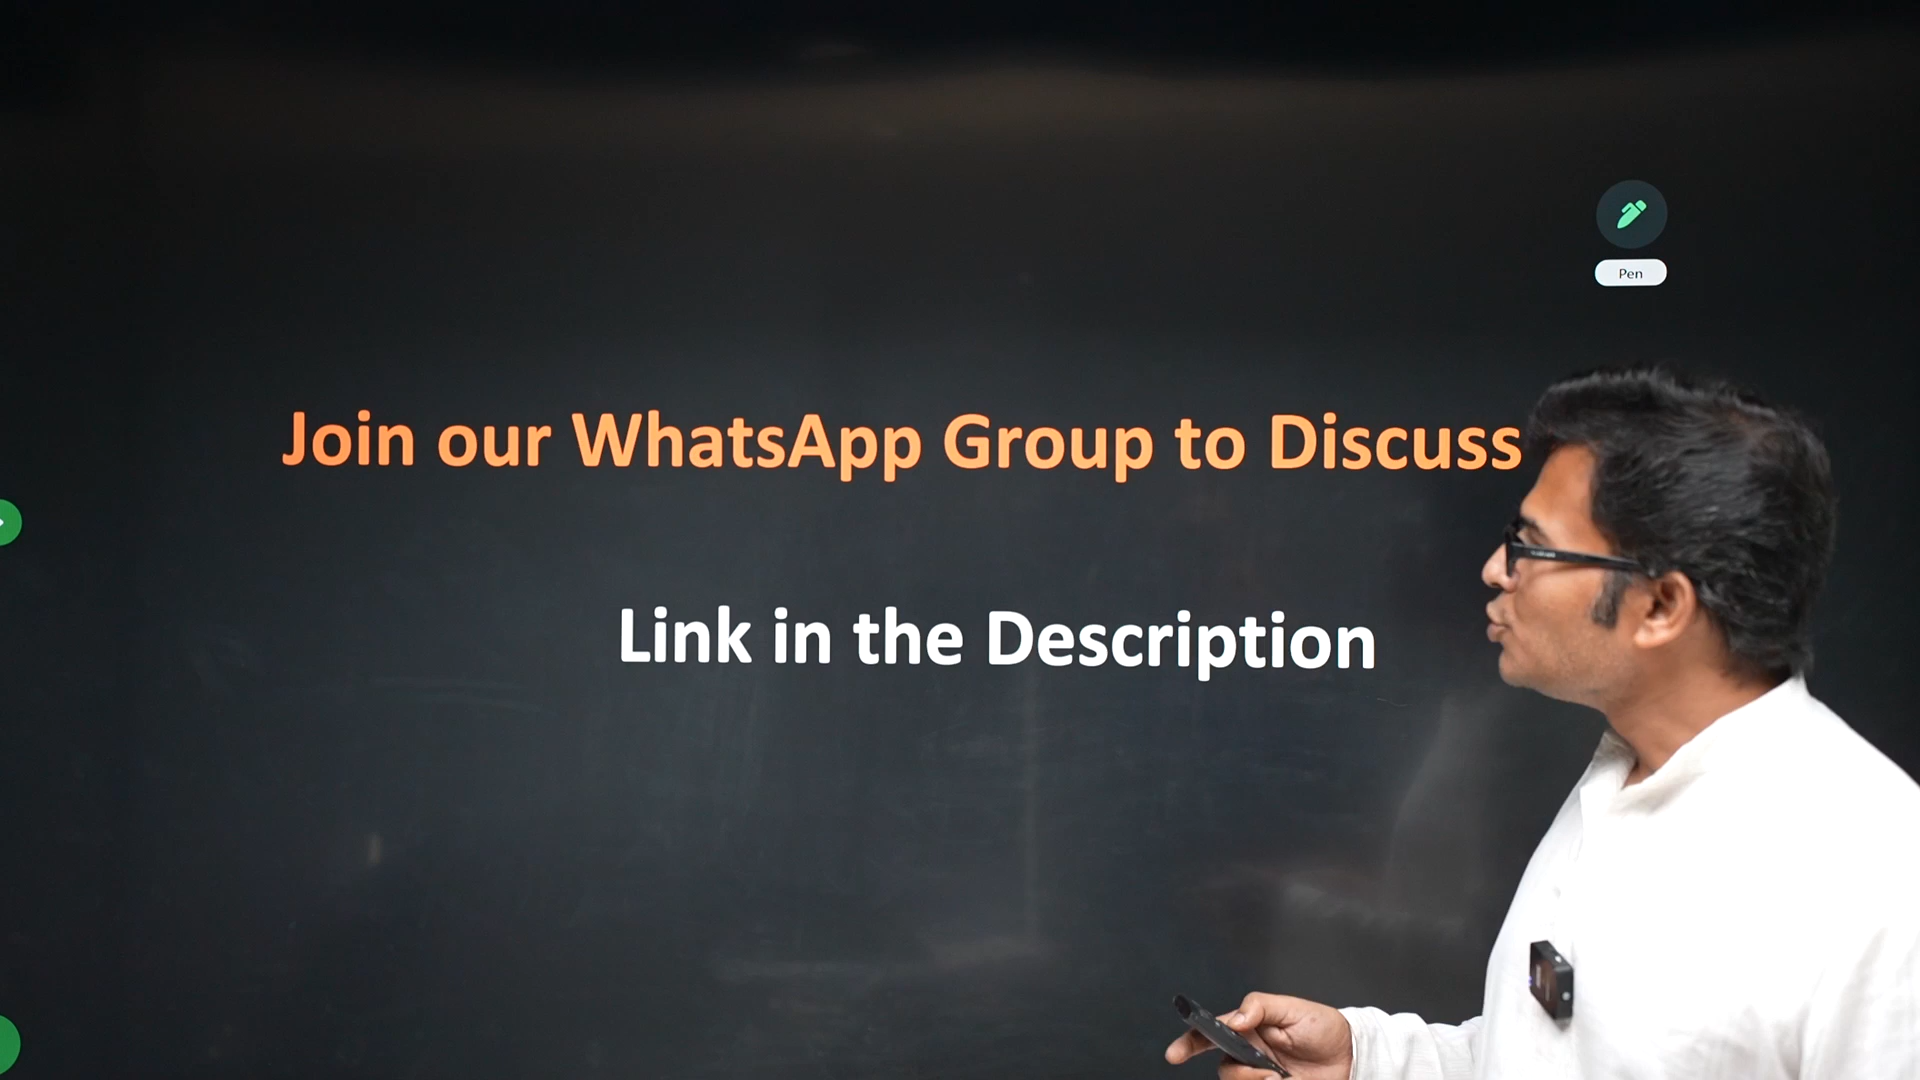 Pen
Join our WhatsApp Group to Discuss
Link in the Description